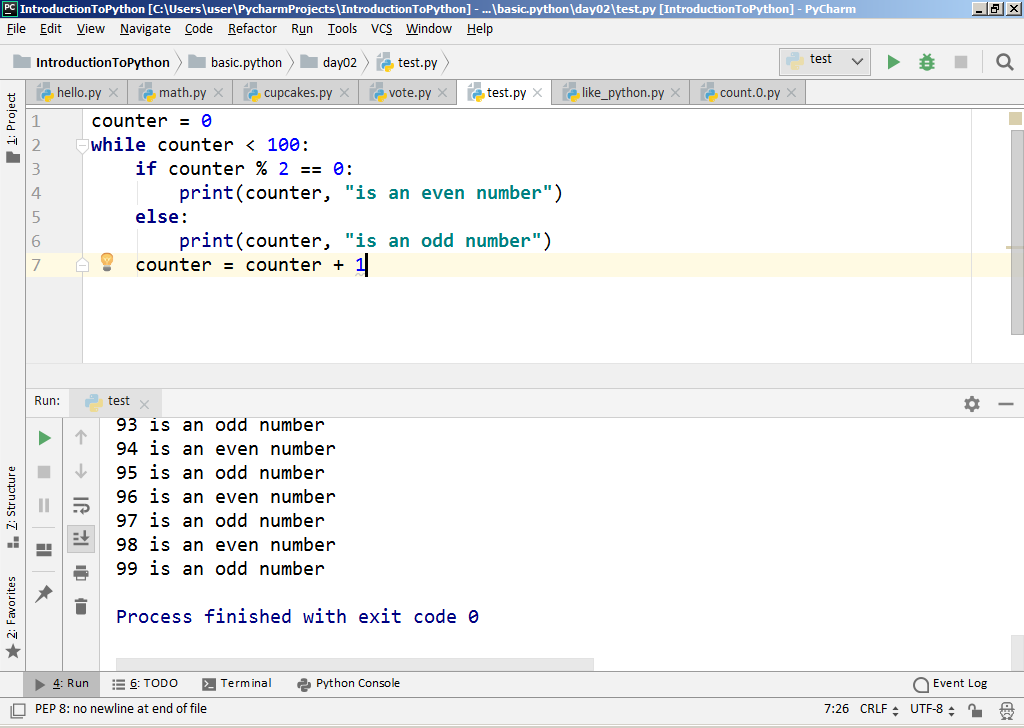 IntroductionToPython [C:\Users\user\PycharmProjects\IntroductionToPython] - ...\basic.python\day02\test.py [IntroductionToPython] - PyCharm
File Edit View Navigate Code Refactor Run Tools VCS Window Help
IntroductionToPython basic.python day02 test.py test
hello.py math.py cupcakes.py vote.py test.py like_python.py count.0.py
1: Project
1 counter = 0
2 while counter < 100:
3 if counter % 2 == 0:
4 print(counter, "is an even number")
5 else:
6 print(counter, "is an odd number")
7 counter = counter + 1
Run: test
93 is an odd number
94 is an even number
95 is an odd number
96 is an even number
97 is an odd number
98 is an even number
99 is an odd number
Process finished with exit code 0
7: Structure
2: Favorites
4: Run 6: TODO Terminal Python Console Event Log
PEP 8: no newline at end of file 7:26 CRLF UTF-8